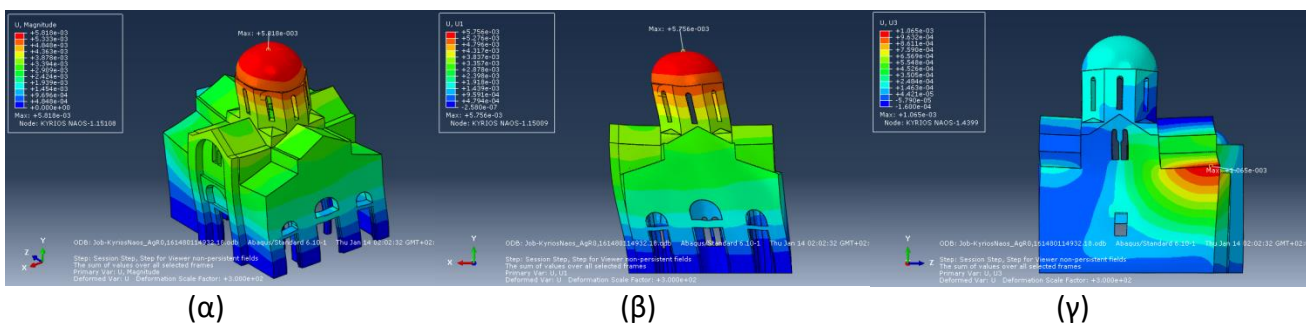 U, Magnitude
+5.818e-03
+5.333e-03
+4.848e-03
+4.363e-03
+3.878e-03
+3.394e-03
+2.909e-03
+2.424e-03
+1.939e-03
+1.454e-03
+9.696e-04
+4.848e-04
+0.000e+00
Max: +5.818e-03
Node: KYRIOS NAOS-1.15108
Max: +5.818e-003
Y
Z
X
ODB: Job-KyriosNaos_AgR0,161480114932.18.odb Abaqus/Standard 6.10-1 Thu Jan 14 02:02:32 GMT+02:
Step: Session Step, Step for Viewer non-persistent fields
The sum of values over all selected frames
Primary Var: U, Magnitude
Deformed Var: U Deformation Scale Factor: +3.000e+02
(α)
U, U1
+5.756e-03
+5.276e-03
+4.797e-03
+4.317e-03
+3.837e-03
+3.357e-03
+2.878e-03
+2.398e-03
+1.918e-03
+1.439e-03
+9.591e-04
+4.794e-04
-2.580e-07
Max: +5.756e-03
Node: KYRIOS NAOS-1.15009
Max: +5.756e-003
Y
X
ODB: Job-KyriosNaos_AgR0,161480114932.18.odb Abaqus/Standard 6.10-1 Thu Jan 14 02:02:32 GMT+02:
Step: Session Step, Step for Viewer non-persistent fields
The sum of values over all selected frames
Primary Var: U, U1
Deformed Var: U Deformation Scale Factor: +3.000e+02
(β)
U, U3
+1.065e-03
+9.632e-04
+8.611e-04
+7.590e-04
+6.569e-04
+5.548e-04
+4.526e-04
+3.505e-04
+2.484e-04
+1.463e-04
+4.421e-05
-5.790e-05
-1.600e-04
Max: +1.065e-03
Node: KYRIOS NAOS-1.4399
Max: +1.065e-003
Y
Z
ODB: Job-KyriosNaos_AgR0,161480114932.18.odb Abaqus/Standard 6.10-1 Thu Jan 14 02:02:32 GMT+02:
Step: Session Step, Step for Viewer non-persistent fields
The sum of values over all selected frames
Primary Var: U, U3
Deformed Var: U Deformation Scale Factor: +3.000e+02
(γ)